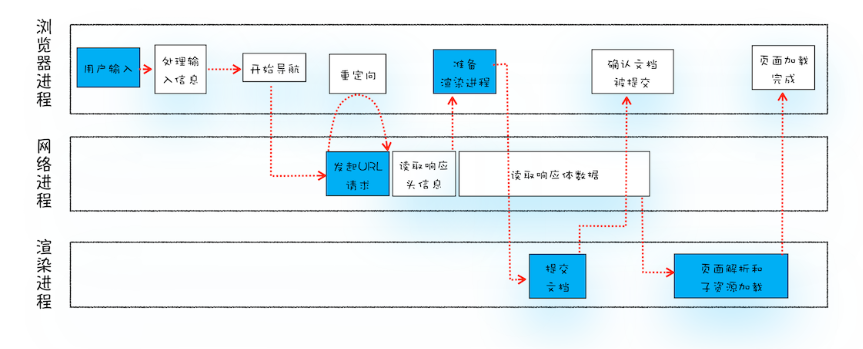 浏览器进程
用户输入
处理输
入信息
开始导航
重定向
准备
渲染进程
确认文档
被提交
页面加载
完成
网络进程
发起URL
请求
读取响应
头信息
读取响应体数据
渲染进程
提交
文档
页面解析和
子资源加载